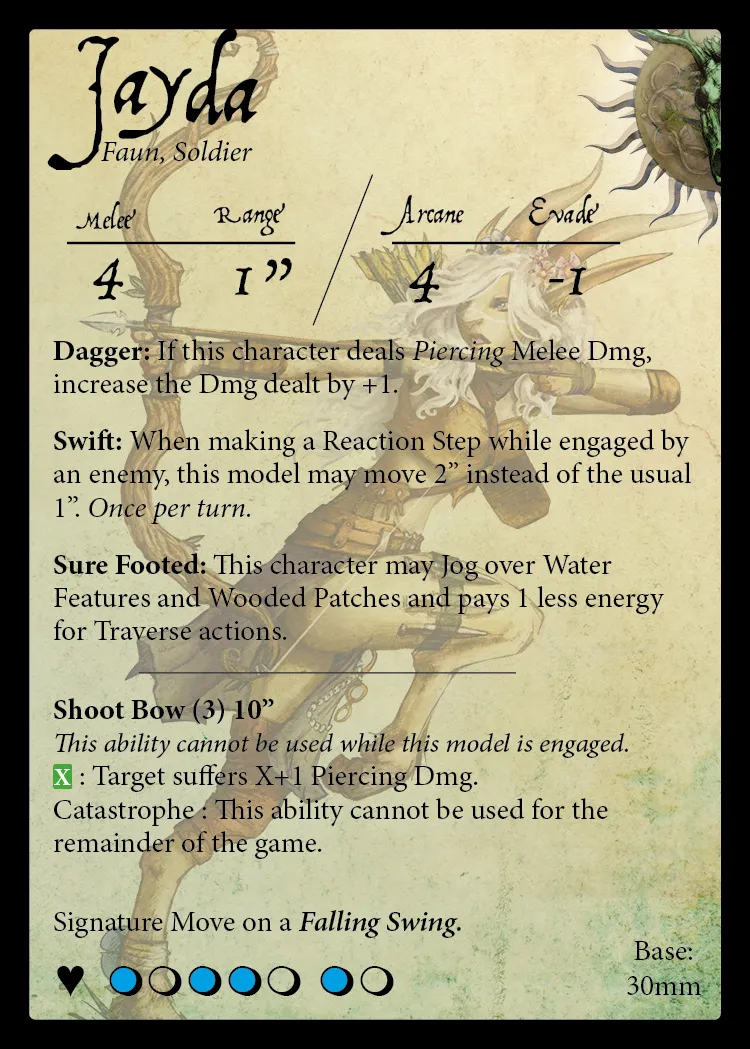 Jayda
Faun, Soldier
Melee Range Arcane Evade
4 1” 4 -1
Dagger: If this character deals Piercing Melee Dmg,
increase the Dmg dealt by +1.
Swift: When making a Reaction Step while engaged by
an enemy, this model may move 2” instead of the usual
1”. Once per turn.
Sure Footed: This character may Jog over Water
Features and Wooded Patches and pays 1 less energy
for Traverse actions.
Shoot Bow (3) 10”
This ability cannot be used while this model is engaged.
X : Target suffers X+1 Piercing Dmg.
Catastrophe : This ability cannot be used for the
remainder of the game.
Signature Move on a Falling Swing.
Base:
30mm